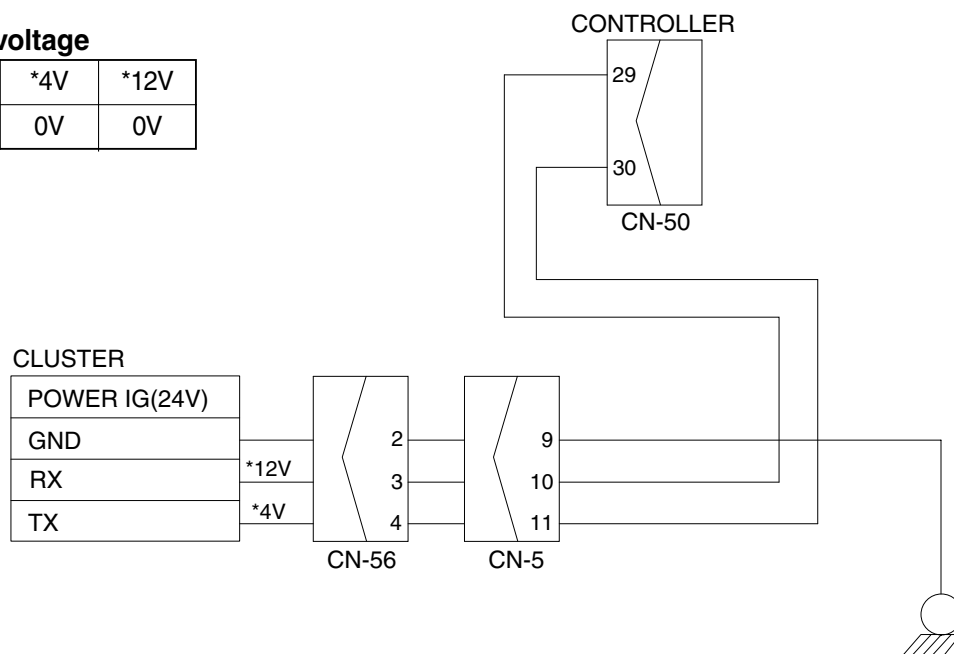 CONTROLLER
voltage
*4V *12V
0V 0V
29
30
CN-50
CLUSTER
POWER IG(24V)
GND
RX
TX
*12V
*4V
2
3
4
CN-56
9
10
11
CN-5